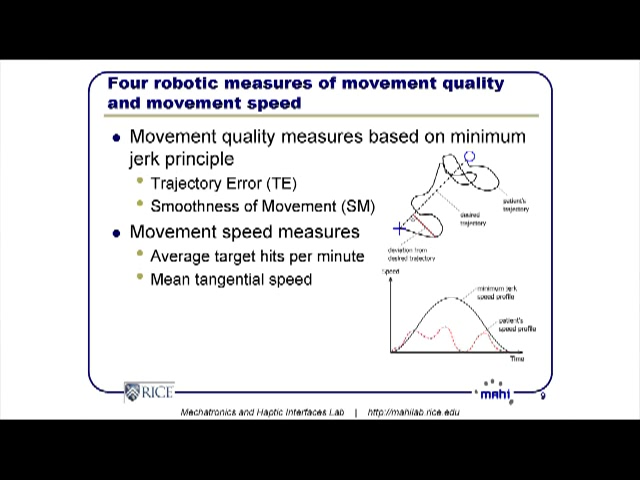 Four robotic measures of movement quality
and movement speed
Movement quality measures based on minimum
jerk principle
Trajectory Error (TE)
Smoothness of Movement (SM)
Movement speed measures
Average target hits per minute
Mean tangential speed
patient's
trajectory
desired
trajectory
deviation from
desired trajectory
Speed
minimum jerk
speed profile
patient's
speed profile
Time
RICE
mahi
9
Mechatronics and Haptic Interfaces Lab | http://mahilab.rice.edu